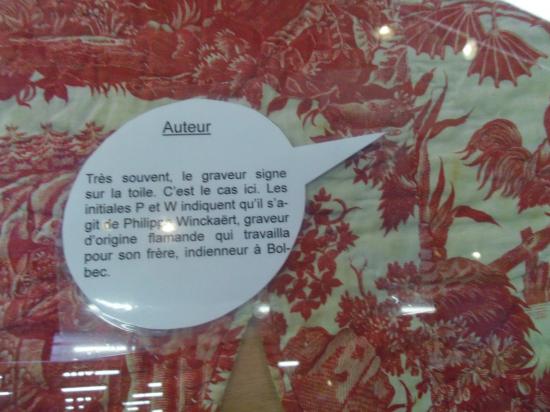 Auteur
Très souvent, le graveur signe
sur la toile. C'est le cas ici. Les
initiales P et W indiquent qu'il s'a-
git de Philippe Winckaërt, graveur
d'origine flamande qui travailla
pour son frère, indienneur à Bol-
bec.